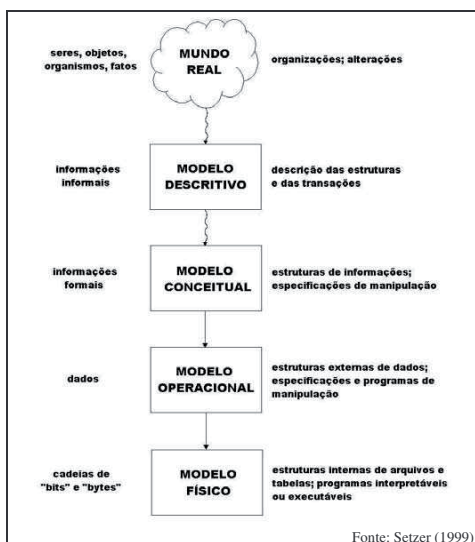 seres, objetos,
organismos, fatos
MUNDO
REAL
organizações; alterações
informações
informais
MODELO
DESCRITIVO
descrição das estruturas
e das transações
informações
formais
MODELO
CONCEITUAL
estruturas de informações;
especificações de manipulação
dados
MODELO
OPERACIONAL
estruturas externas de dados;
especificações e programas de
manipulação
cadeias de
"bits" e "bytes"
MODELO
FÍSICO
estruturas internas de arquivos e
tabelas; programas interpretáveis
ou executáveis
Fonte: Setzer (1999)